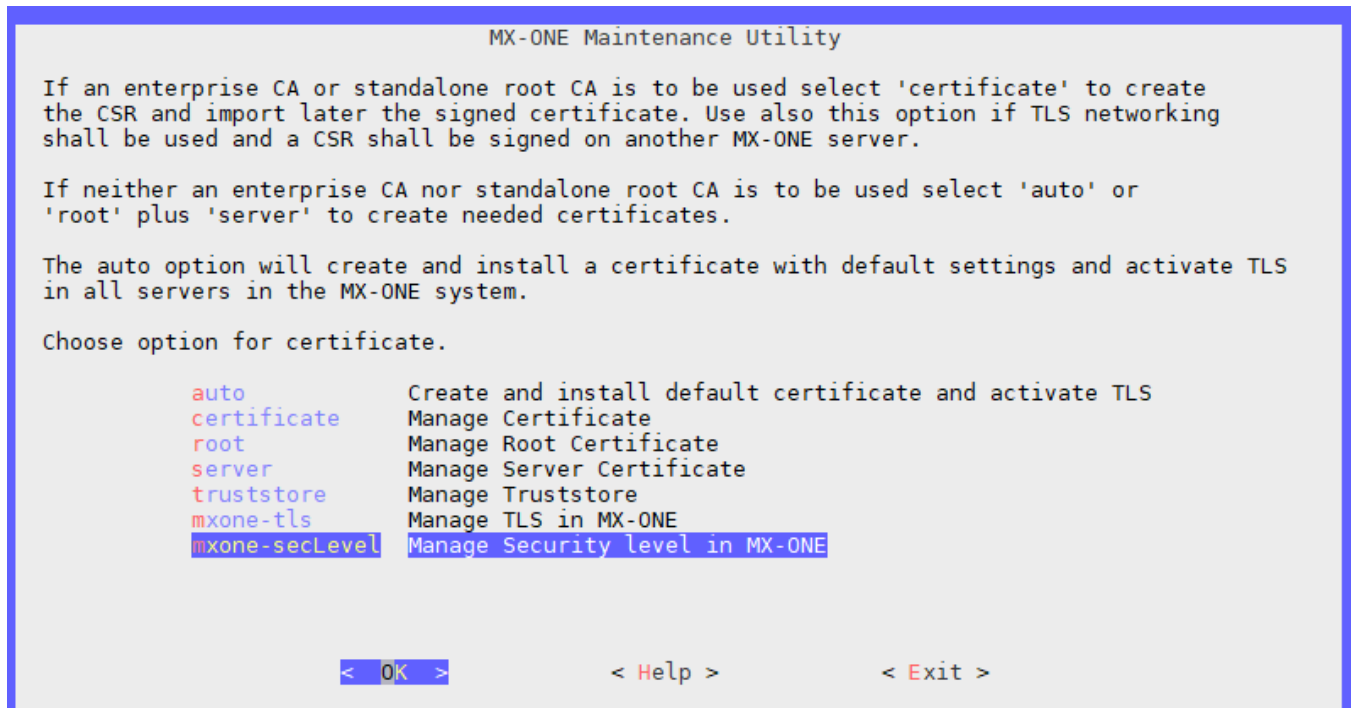 MX-ONE Maintenance Utility
If an enterprise CA or standalone root CA is to be used select 'certificate' to create
the CSR and import later the signed certificate. Use also this option if TLS networking
shall be used and a CSR shall be signed on another MX-ONE server.
If neither an enterprise CA nor standalone root CA is to be used select 'auto' or
'root' plus 'server' to create needed certificates.
The auto option will create and install a certificate with default settings and activate TLS
in all servers in the MX-ONE system.
Choose option for certificate.
auto Create and install default certificate and activate TLS
certificate Manage Certificate
root Manage Root Certificate
server Manage Server Certificate
truststore Manage Truststore
mxone-tls Manage TLS in MX-ONE
mxone-secLevel Manage Security level in MX-ONE
< OK > < Help > < Exit >